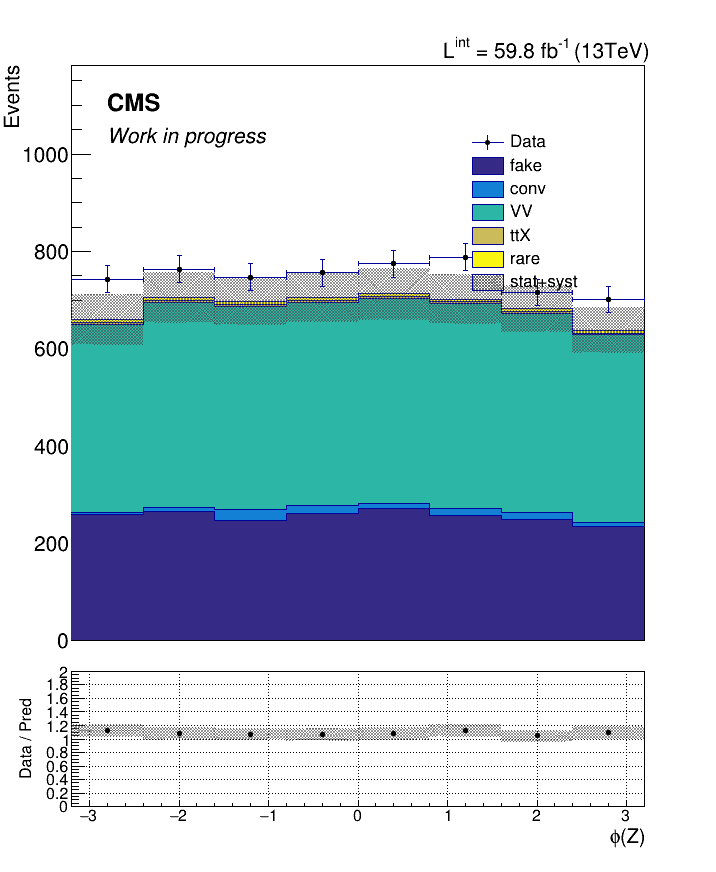 L^int = 59.8 fb^-1 (13TeV)
Events
CMS
Work in progress
Data
fake
conv
VV
ttX
rare
stat+syst
1000
800
600
400
200
0
Data / Pred
2
1.8
1.6
1.4
1.2
1
0.8
0.6
0.4
0.2
0
−3 −2 −1 0 1 2 3
ϕ(Z)